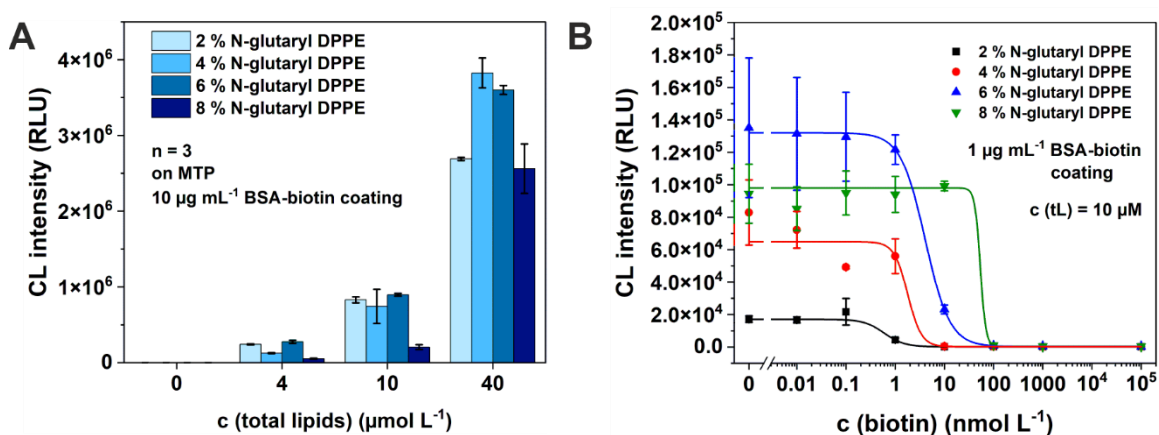 A
CL intensity (RLU)
4×10⁶
3×10⁶
2×10⁶
1×10⁶
0
2 % N-glutaryl DPPE
4 % N-glutaryl DPPE
6 % N-glutaryl DPPE
8 % N-glutaryl DPPE
n = 3
on MTP
10 µg mL⁻¹ BSA-biotin coating
0 4 10 40
c (total lipids) (µmol L⁻¹)
B
CL intensity (RLU)
2.0×10⁵
1.8×10⁵
1.6×10⁵
1.4×10⁵
1.2×10⁵
1.0×10⁵
8.0×10⁴
6.0×10⁴
4.0×10⁴
2.0×10⁴
0.0
2 % N-glutaryl DPPE
4 % N-glutaryl DPPE
6 % N-glutaryl DPPE
8 % N-glutaryl DPPE
1 µg mL⁻¹ BSA-biotin
coating
c (tL) = 10 µM
0 0.01 0.1 1 10 100 1000 10⁴ 10⁵
c (biotin) (nmol L⁻¹)